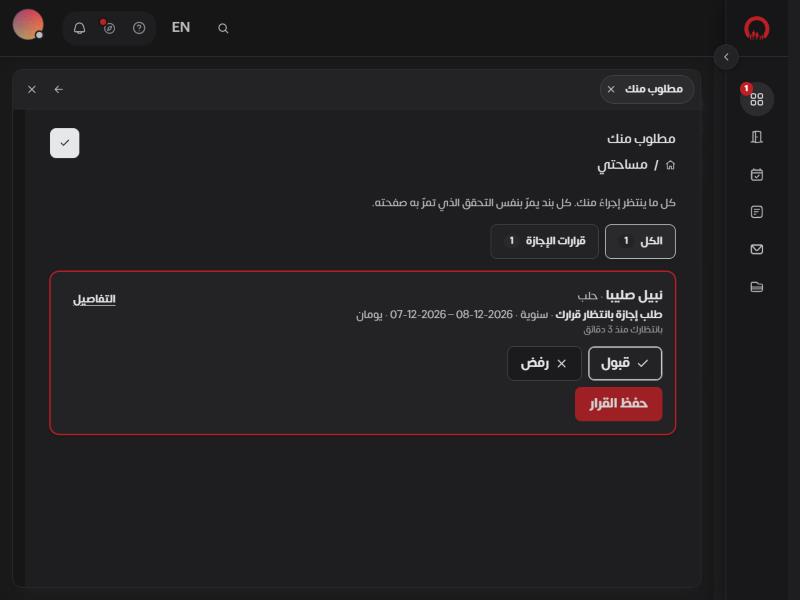 EN
1
مطلوب منك
مطلوب منك
/ مساحتي
كل ما ينتظر إجراءً منك. كل بند يمرّ بنفس التحقق الذي تمرّ به صفحته.
الكل 1
قرارات الإجازة 1
نبيل صليبا · حلب
التفاصيل
طلب إجازة بانتظار قرارك · سنوية · 2026-12-08 – 2026-12-07 · يومان
بانتظارك منذ 3 دقائق
قبول
رفض
حفظ القرار